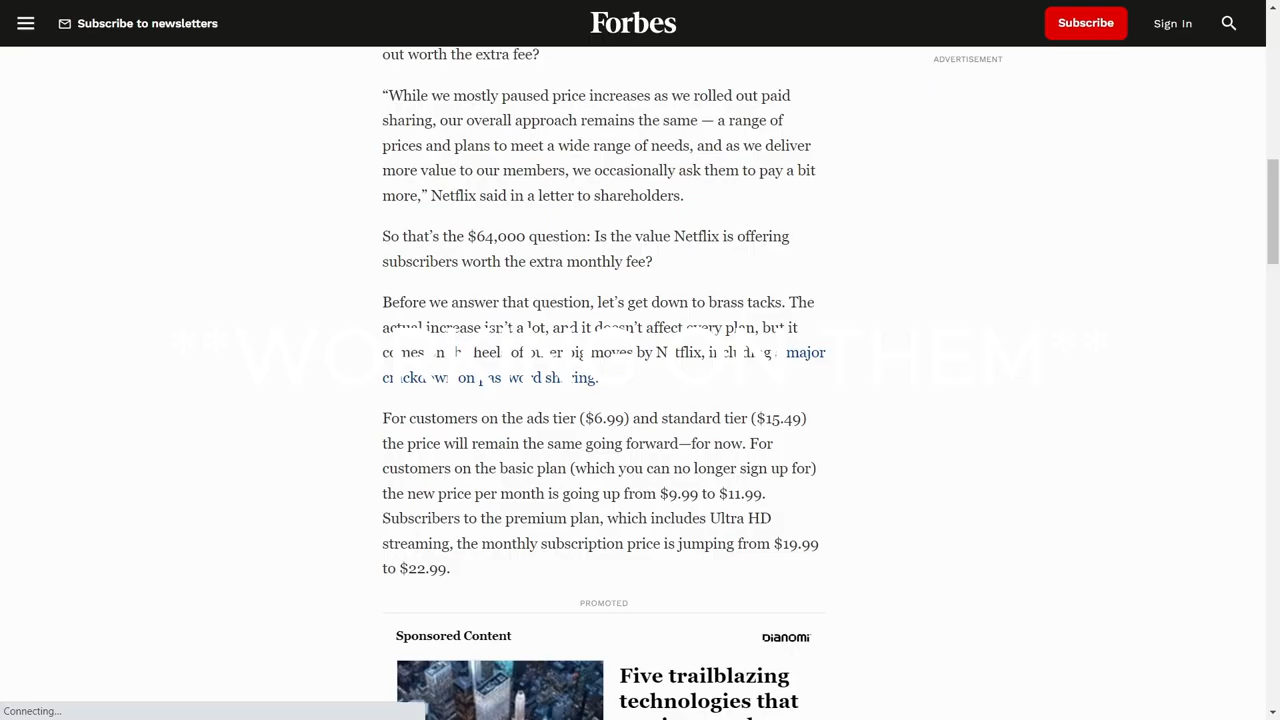 Subscribe to newsletters
Forbes
Subscribe
Sign In
out worth the extra fee?
ADVERTISEMENT
“While we mostly paused price increases as we rolled out paid
sharing, our overall approach remains the same — a range of
prices and plans to meet a wide range of needs, and as we deliver
more value to our members, we occasionally ask them to pay a bit
more,” Netflix said in a letter to shareholders.
So that’s the $64,000 question: Is the value Netflix is offering
subscribers worth the extra monthly fee?
Before we answer that question, let’s get down to brass tacks. The
actual increase isn’t a lot, and it doesn’t affect every plan, but it
comes on the heels of other big moves by Netflix, including a major
crackdown on password sharing.
For customers on the ads tier ($6.99) and standard tier ($15.49)
the price will remain the same going forward—for now. For
customers on the basic plan (which you can no longer sign up for)
the new price per month is going up from $9.99 to $11.99.
Subscribers to the premium plan, which includes Ultra HD
streaming, the monthly subscription price is jumping from $19.99
to $22.99.
PROMOTED
Sponsored Content
dianomi
Five trailblazing
technologies that
Connecting...
THEM**